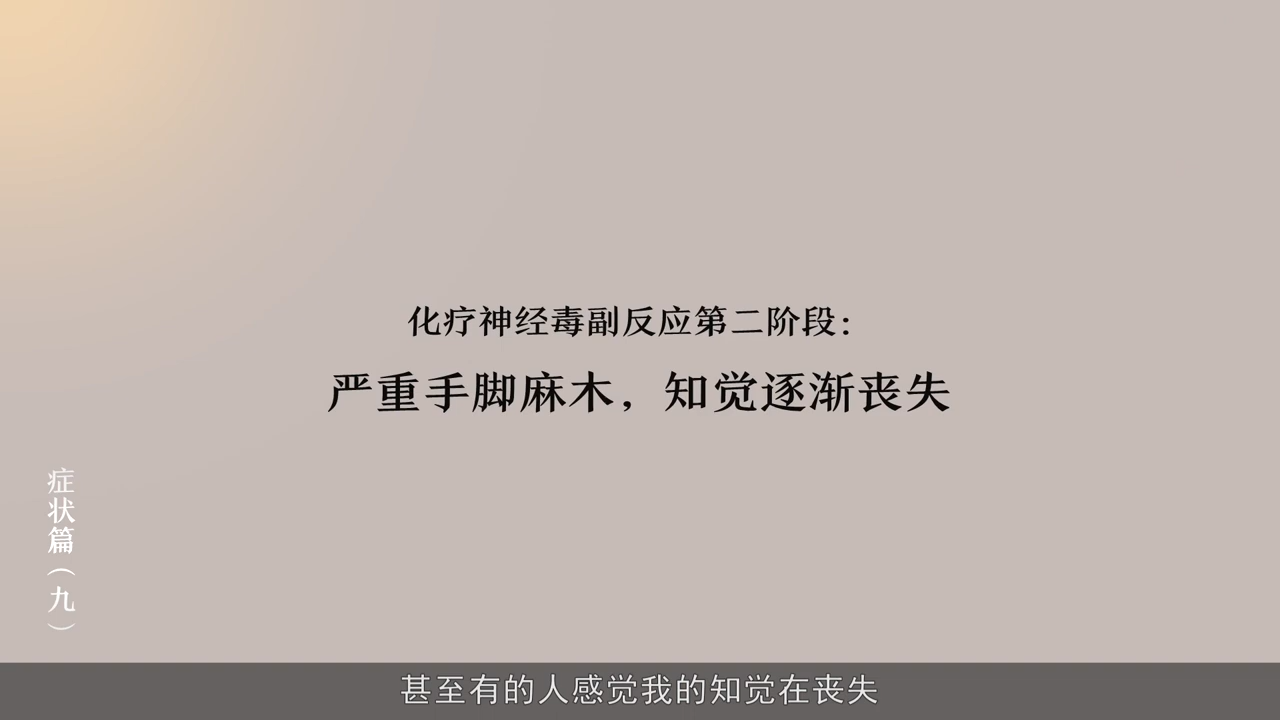 化疗神经毒副反应第二阶段：
严重手脚麻木，知觉逐渐丧失
症状篇（九）
甚至有的人感觉我的知觉在丧失